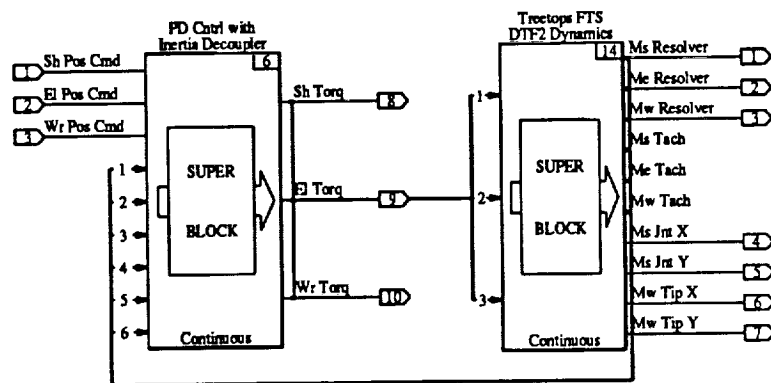 PD Cntrl with
Inertia Decoupler
6
1 Sh Pos Cmd
2 El Pos Cmd
3 Wr Pos Cmd
1
2
3
4
5
6
SUPER
BLOCK
Continuous
Sh Torq 8
El Torq 9
Wr Torq 10
Treetops FTS
DTF2 Dynamics
14
1
2
3
SUPER
BLOCK
Continuous
Ms Resolver 1
Me Resolver 2
Mw Resolver 3
Ms Tach
Me Tach
Mw Tach
Ms Jnt X 4
Ms Jnt Y 5
Mw Tip X 6
Mw Tip Y 7